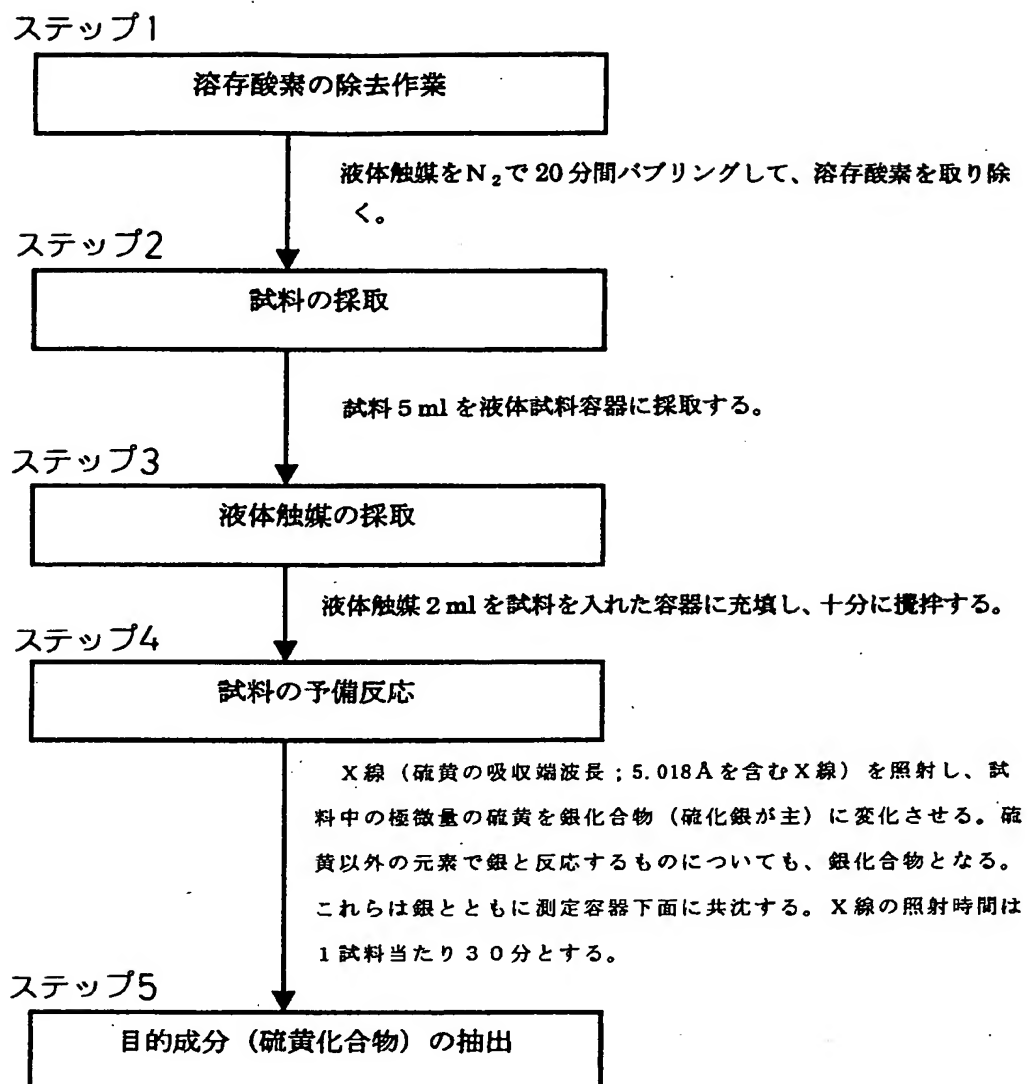 ステップ1
溶存酸素の除去作業
液体触媒をN₂で20分間バブリングして、溶存酸素を取り除
く。
ステップ2
試料の採取
試料5mlを液体試料容器に採取する。
ステップ3
液体触媒の採取
液体触媒2mlを試料を入れた容器に充填し、十分に攪拌する。
ステップ4
試料の予備反応
X線（硫黄の吸収端波長；5.018Åを含むX線）を照射し、試
料中の極微量の硫黄を銀化合物（硫化銀が主）に変化させる。硫
黄以外の元素で銀と反応するものについても、銀化合物となる。
これらは銀とともに測定容器下面に共沈する。X線の照射時間は
1試料当たり30分とする。
ステップ5
目的成分（硫黄化合物）の抽出